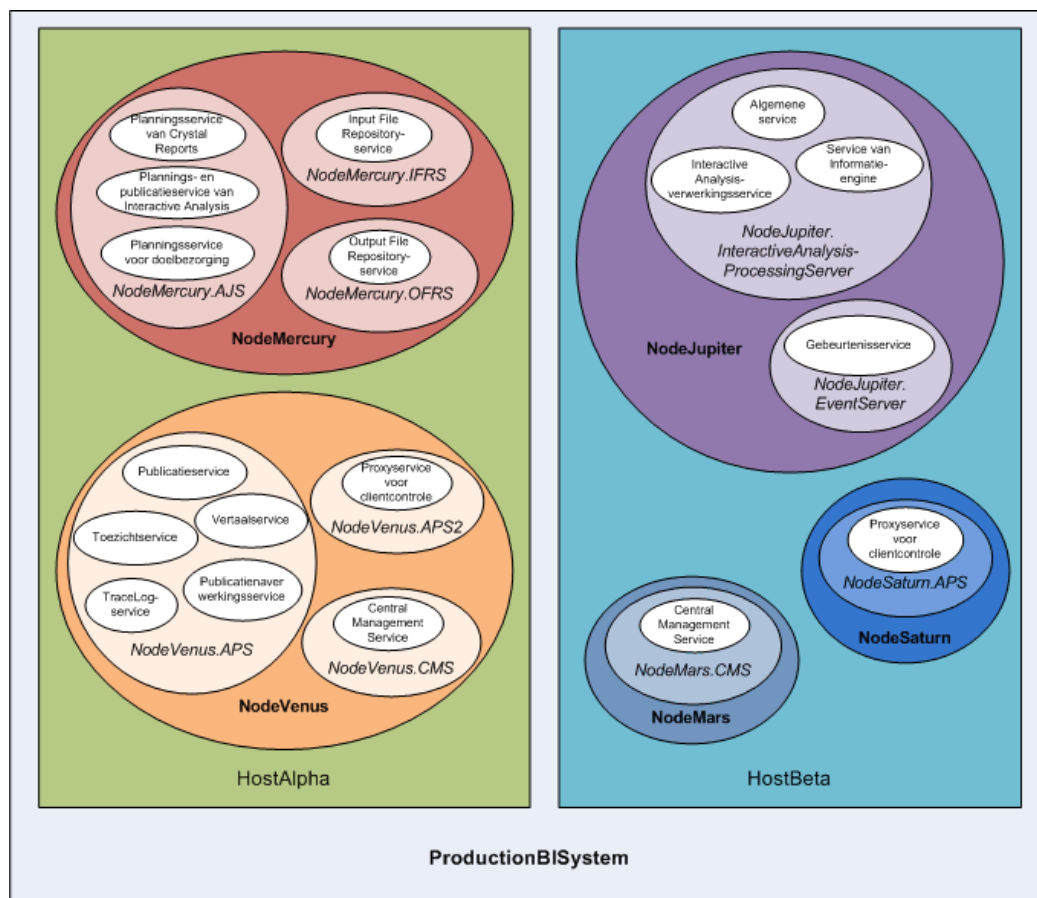 Planningsservice
van Crystal
Reports
Plannings- en
publicatieservice van
Interactive Analysis
Planningsservice
voor doelbezorging
NodeMercury.AJS
Input File
Repository-
service
NodeMercury.IFRS
Output File
Repository-
service
NodeMercury.OFRS
NodeMercury
Publicatieservice
Vertaalservice
Toezichtservice
Publicatienaver
werkingsservice
TraceLog-
service
NodeVenus.APS
Proxyservice
voor
clientcontrole
NodeVenus.APS2
Central
Management
Service
NodeVenus.CMS
NodeVenus
HostAlpha
Algemene
service
Interactive
Analysis-
verwerkingsservice
Service van
Informatie-
engine
NodeJupiter.
InteractiveAnalysis-
ProcessingServer
NodeJupiter
Gebeurtenisservice
NodeJupiter.
EventServer
Proxyservice
voor
clientcontrole
NodeSaturn.APS
NodeSaturn
Central
Management
Service
NodeMars.CMS
NodeMars
HostBeta
ProductionBISystem